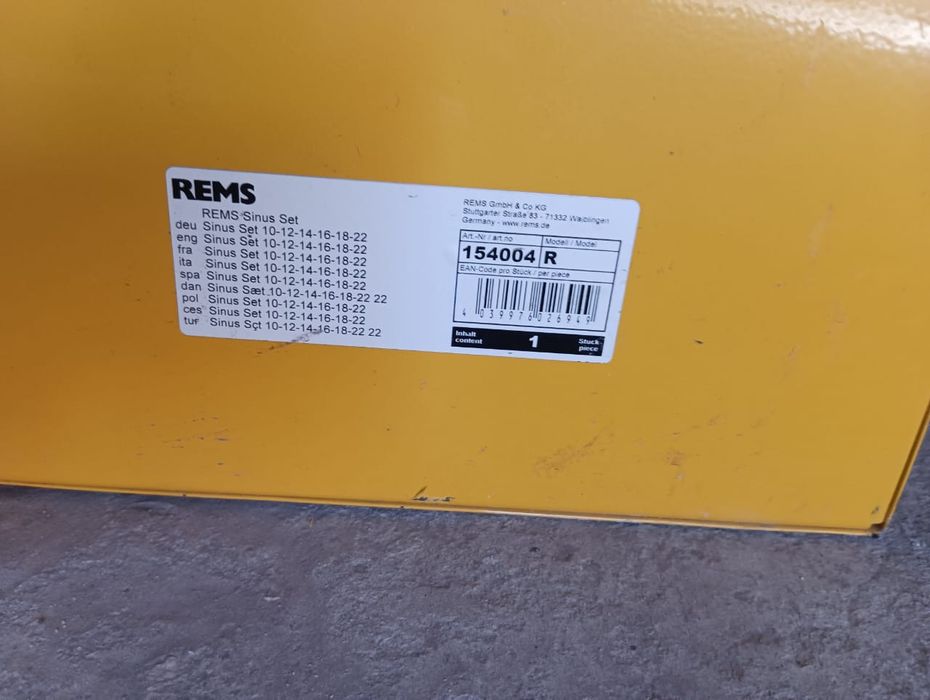 REMS
REMS Sinus Set
deu Sinus Set 10-12-14-16-18-22
eng Sinus Set 10-12-14-16-18-22
fra Sinus Set 10-12-14-16-18-22
ita Sinus Set 10-12-14-16-18-22
spa Sinus Set 10-12-14-16-18-22
dan Sinus Sæt 10-12-14-16-18-22 22
pol Sinus Set 10-12-14-16-18-22
ces Sinus Set 10-12-14-16-18-22
tur Sinus Sçt 10-12-14-16-18-22 22
REMS GmbH & Co KG
Stuttgarter Straße 83 - 71332 Waiblingen
Germany - www.rems.de
Art.-Nr / art.no Modell / Model
154004 R
EAN-Code pro Stück / per piece
4 039976 026949
Inhalt
content
1
Stück
piece